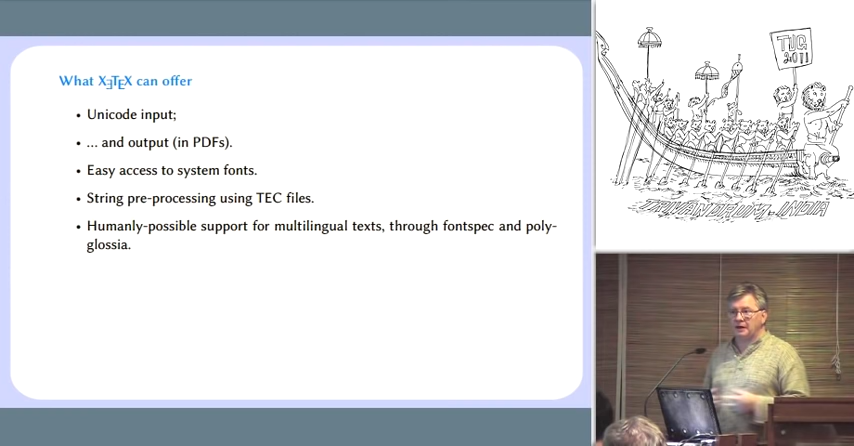 What XƎTEX can offer
• Unicode input;
• ... and output (in PDFs).
• Easy access to system fonts.
• String pre-processing using TEC files.
• Humanly-possible support for multilingual texts, through fontspec and poly-
glossia.
TUG
2011
TRIVANDRUM, INDIA